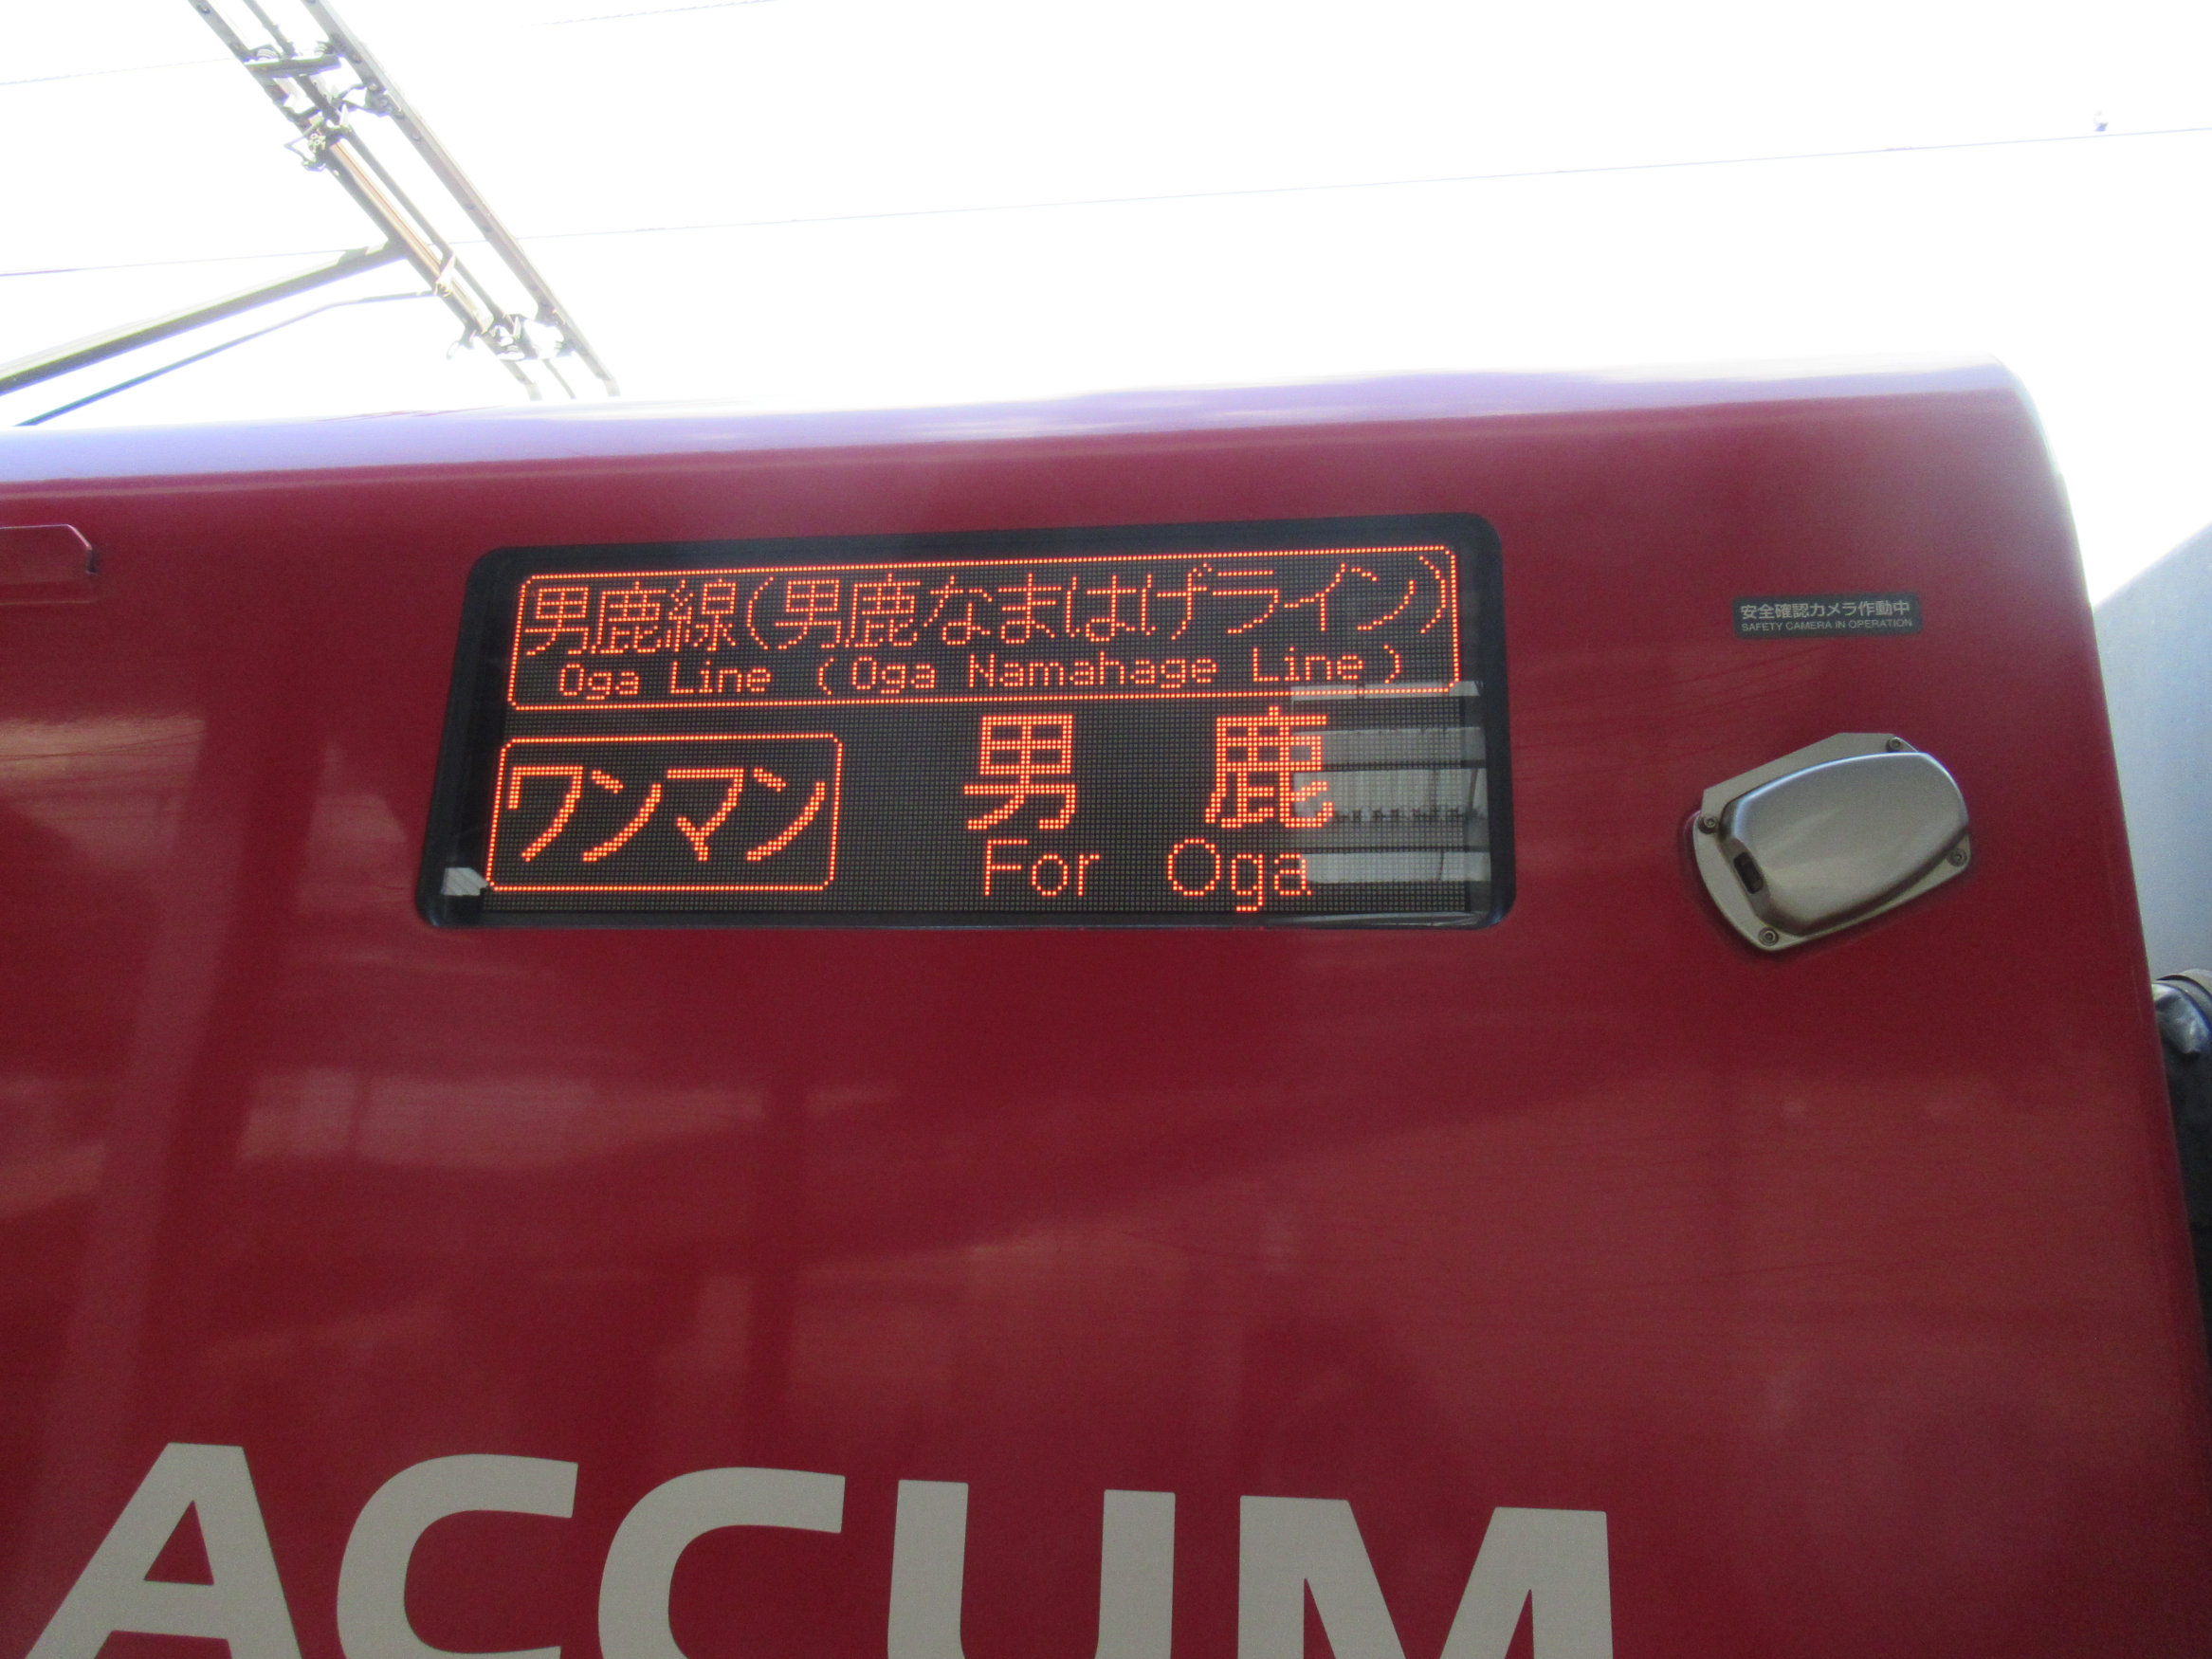 男鹿線(男鹿なまはげライン)
Oga Line (Oga Namahage Line)
ワンマン
男鹿
For Oga
安全確認カメラ作動中
SAFETY CAMERA IN OPERATION
ACCUM